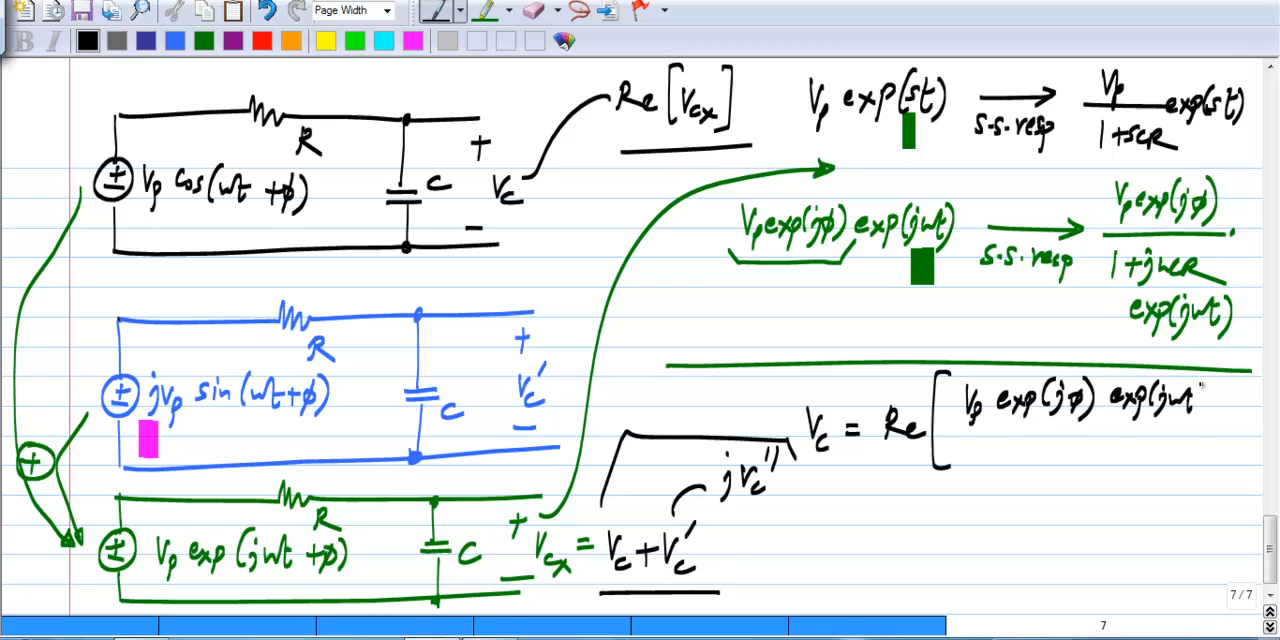 Page Width
B I
Re[Vcx]
Vp exp(st) s.s.resp Vp/1+sCR exp(st)
R
+
Vp cos(ωt +ϕ) C Vc
-
Vp exp(jϕ) exp(jωt) s.s.resp Vp exp(jϕ)/1+jωCR .
exp(jωt)
R
+
jVp sin(ωt+ϕ) C Vc'
-
Vc = Re[Vp exp(jϕ) exp(jωt
jVc''
+
R
+
Vp exp(jωt +ϕ) C Vcx = Vc + Vc'
-
7/7
7